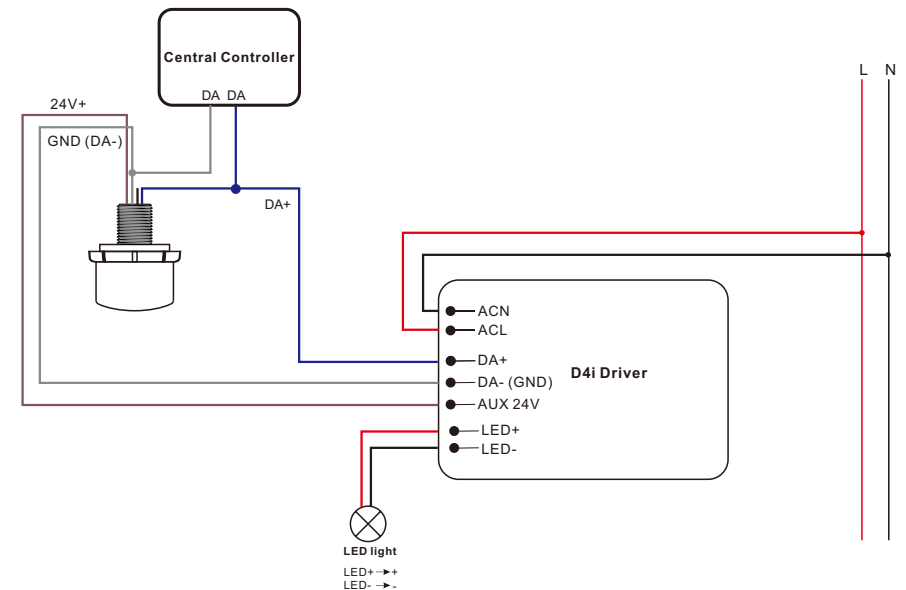 Central Controller
DA DA
L N
24V+
GND (DA-)
DA+
ACN
ACL
DA+
DA- (GND)
D4i Driver
AUX 24V
LED+
LED-
LED light
LED+→+
LED- →-